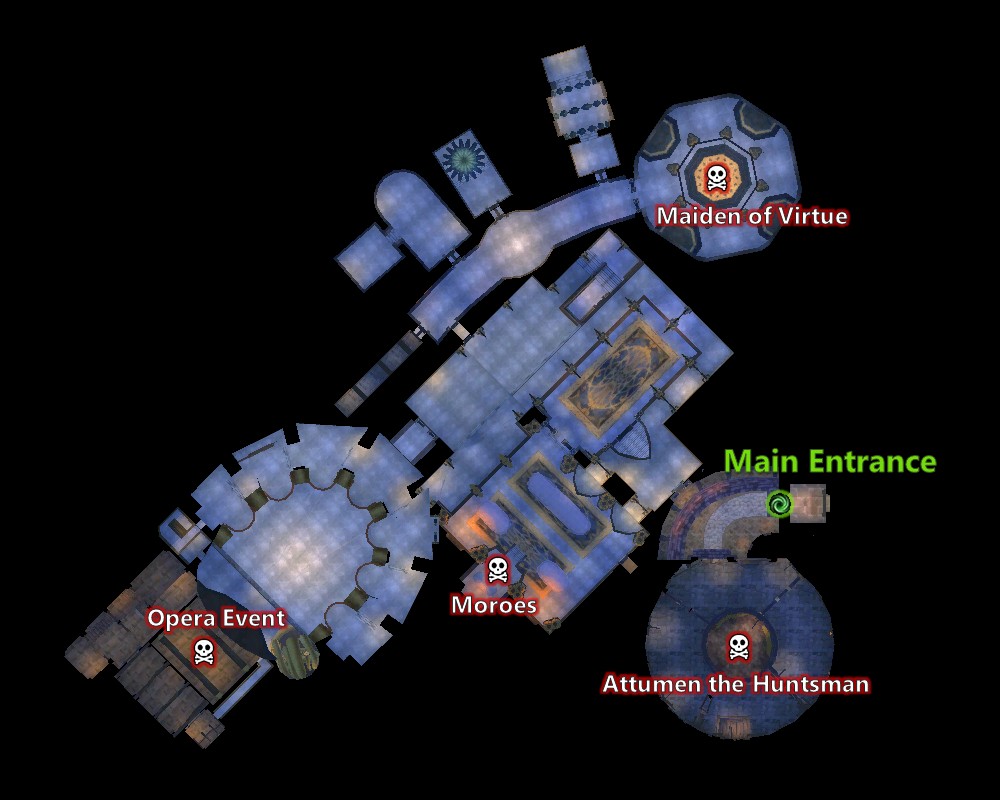 Maiden of Virtue
Main Entrance
Moroes
Opera Event
Attumen the Huntsman